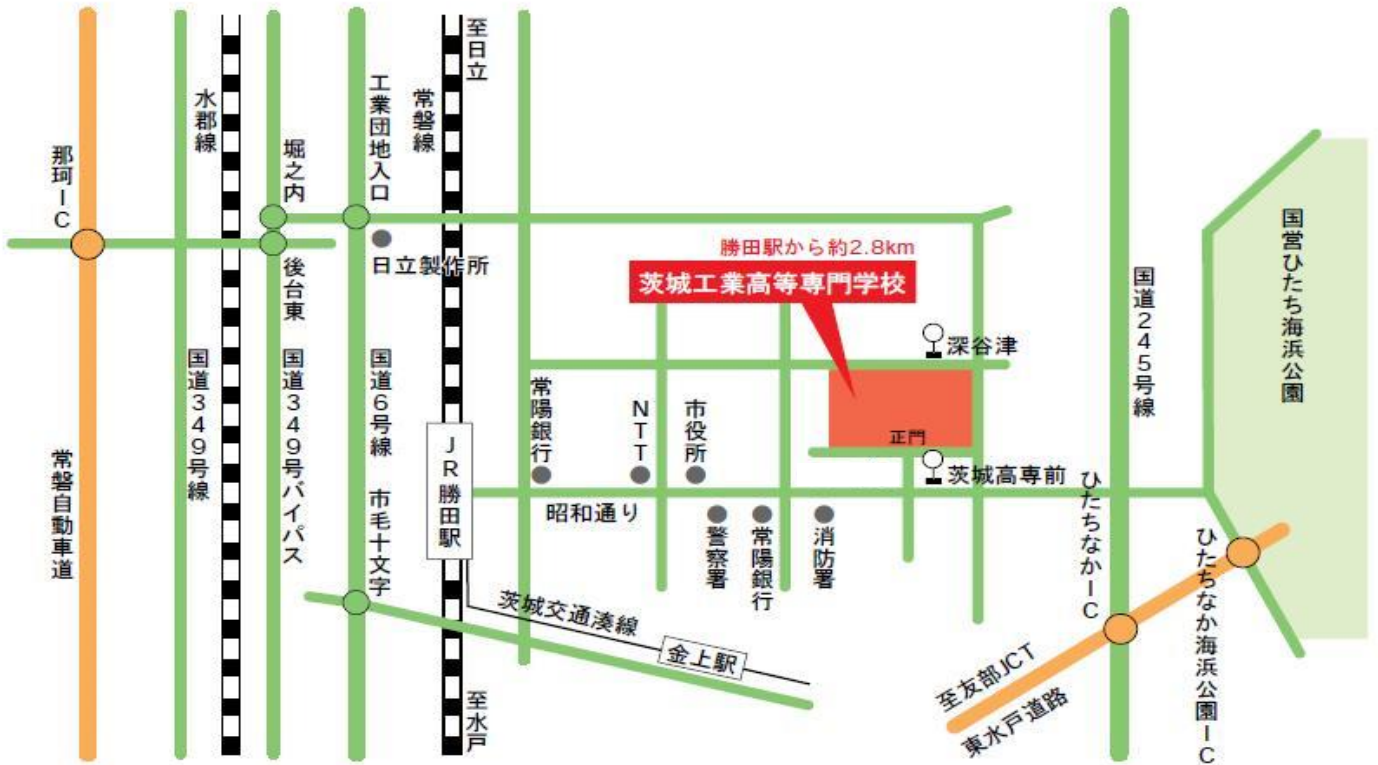 至日立
水郡線
堀之内
工業団地入口
常磐線
那珂IC
日立製作所
後台東
勝田駅から約2.8km
茨城工業高等専門学校
国営ひたち海浜公園
国道245号線
深谷津
国道349号線
国道349号バイパス
国道6号線
常陽銀行
NTT
市役所
正門
茨城高専前
JR勝田駅
常磐自動車道
市毛十文字
昭和通り
警察署
常陽銀行
消防署
ひたちなかIC
ひたちなか海浜公園IC
茨城交通湊線
金上駅
至友部JCT
東水戸道路
至水戸